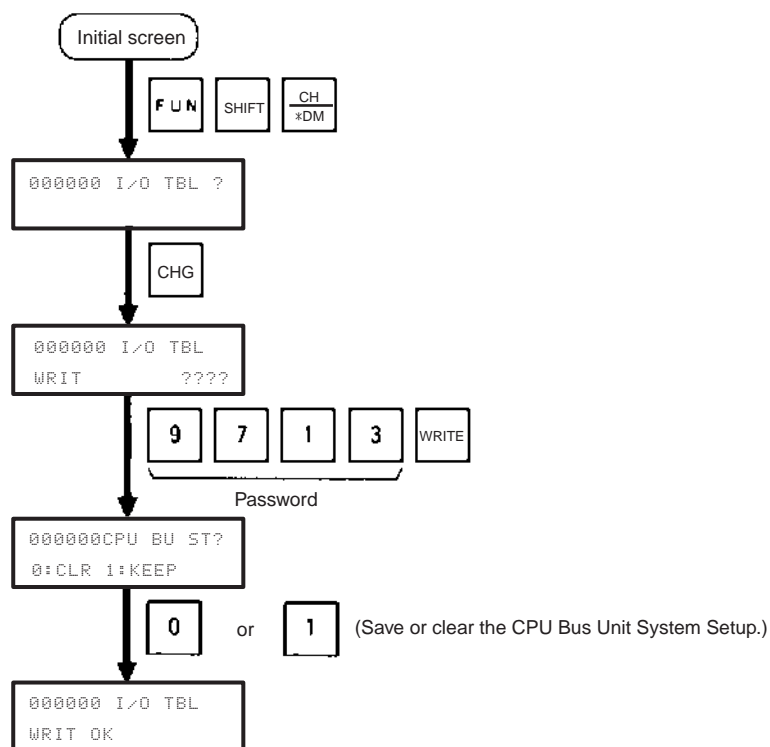 Initial screen
FUN SHIFT CH
*DM
000000 I/O TBL ?
CHG
000000 I/O TBL
WRIT ????
9 7 1 3 WRITE
Password
000000CPU BU ST?
0:CLR 1:KEEP
0 or 1 (Save or clear the CPU Bus Unit System Setup.)
000000 I/O TBL
WRIT OK